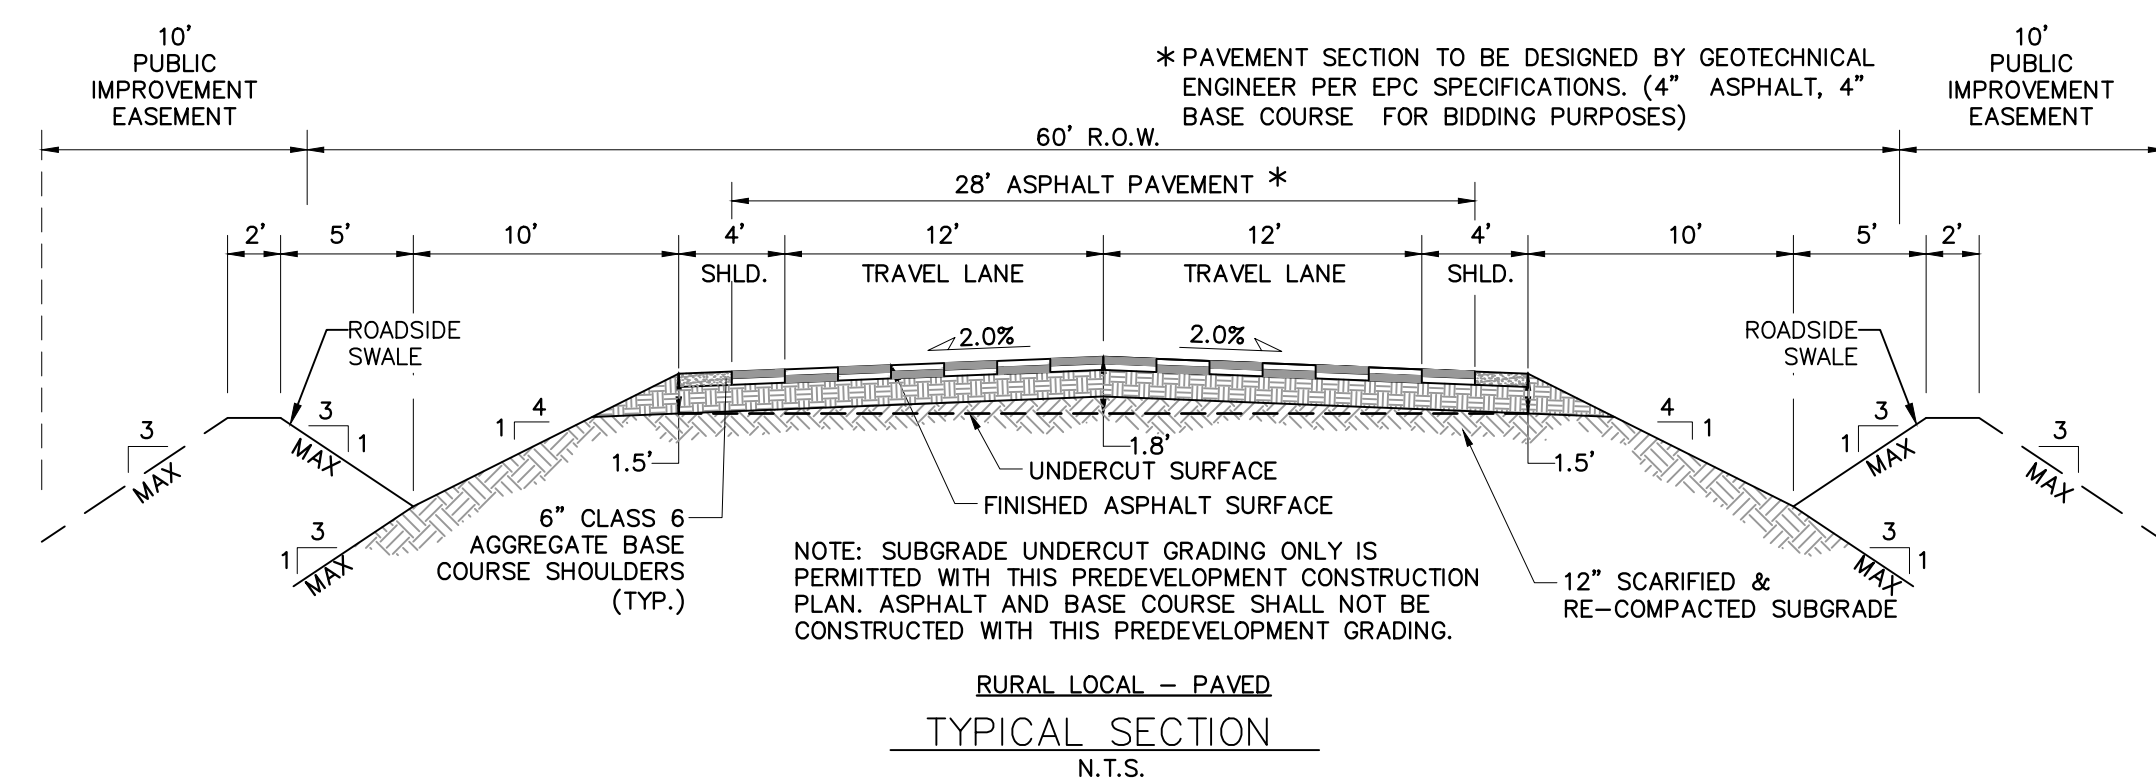 10’
PUBLIC
IMPROVEMENT
EASEMENT
* PAVEMENT SECTION TO BE DESIGNED BY GEOTECHNICAL
ENGINEER PER EPC SPECIFICATIONS. (4” ASPHALT, 4”
BASE COURSE FOR BIDDING PURPOSES)
10’
PUBLIC
IMPROVEMENT
EASEMENT
60’ R.O.W.
28’ ASPHALT PAVEMENT *
2’ 5’ 10’ 4’ 12’ 12’ 4’ 10’ 5’ 2’
SHLD. TRAVEL LANE TRAVEL LANE SHLD.
ROADSIDE
SWALE
2.0% 2.0%
ROADSIDE
SWALE
3
MAX
3
1
MAX
4
1
4
1
3
1
MAX
3
MAX
1.5’
1.8’
1.5’
UNDERCUT SURFACE
FINISHED ASPHALT SURFACE
3
1
MAX
6” CLASS 6
AGGREGATE BASE
COURSE SHOULDERS
(TYP.)
NOTE: SUBGRADE UNDERCUT GRADING ONLY IS
PERMITTED WITH THIS PREDEVELOPMENT CONSTRUCTION
PLAN. ASPHALT AND BASE COURSE SHALL NOT BE
CONSTRUCTED WITH THIS PREDEVELOPMENT GRADING.
12” SCARIFIED &
RE–COMPACTED SUBGRADE
3
1
MAX
RURAL LOCAL – PAVED
TYPICAL SECTION
N.T.S.